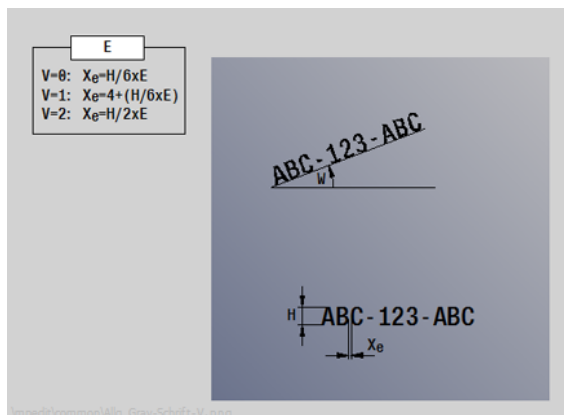 E
V=0: Xe=H/6xE
V=1: Xe=4+(H/6xE)
V=2: Xe=H/2xE
ABC-123-ABC
W
H
ABC-123-ABC
Xe